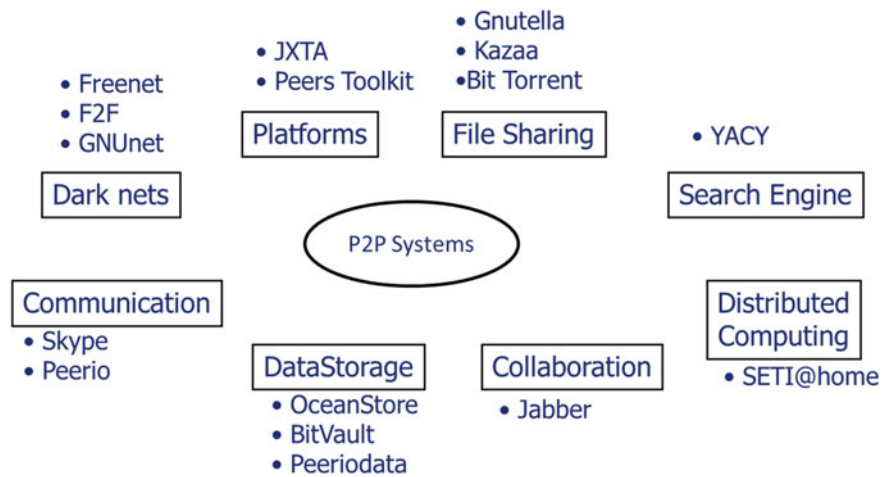 • Freenet
• F2F
• GNUnet
Dark nets
• JXTA
• Peers Toolkit
Platforms
• Gnutella
• Kazaa
•Bit Torrent
File Sharing
• YACY
Search Engine
P2P Systems
Communication
• Skype
• Peerio
DataStorage
• OceanStore
• BitVault
• Peeriodata
Collaboration
• Jabber
Distributed
Computing
• SETI@home